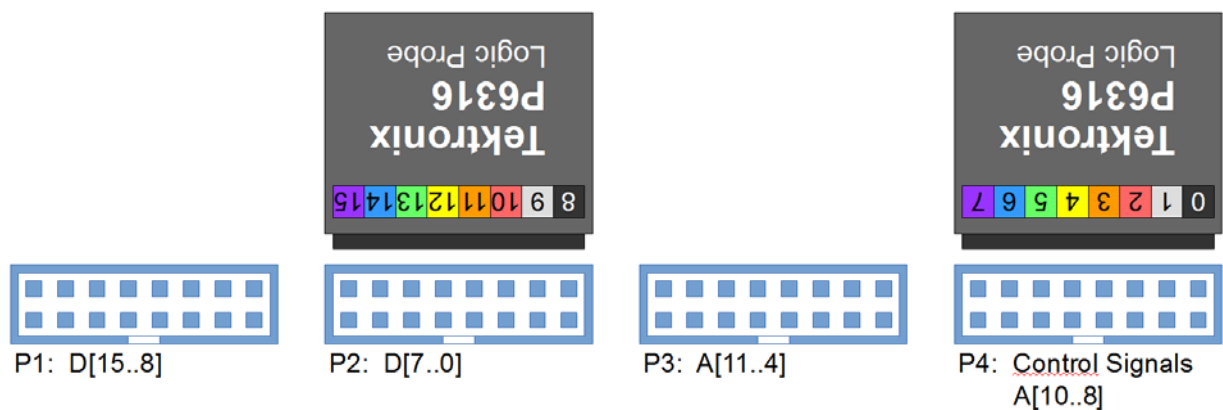 Logic Probe
P6316
Tektronix
15 14 13 12 11 10 9 8
Logic Probe
P6316
Tektronix
7 6 5 4 3 2 1 0
P1: D[15..8]
P2: D[7..0]
P3: A[11..4]
P4: Control Signals
A[10..8]